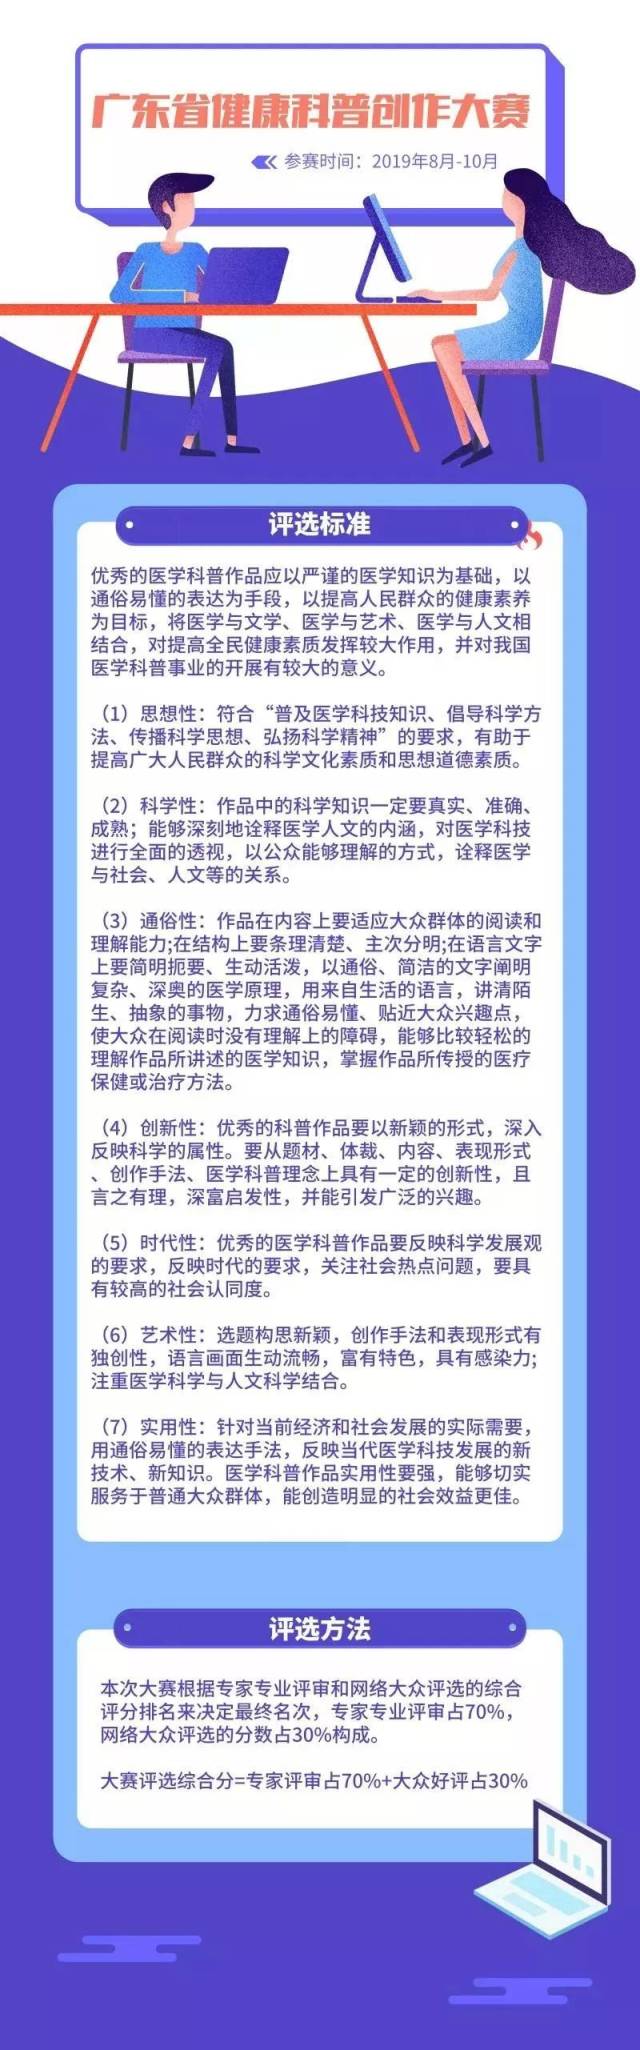 广东省健康科普创作大赛
参赛时间：2019年8月-10月
评选标准
优秀的医学科普作品应以严谨的医学知识为基础，以
通俗易懂的表达为手段，以提高人民群众的健康素养
为目标，将医学与文学、医学与艺术、医学与人文相
结合，对提高全民健康素质发挥较大作用，并对我国
医学科普事业的开展有较大的意义。
（1）思想性：符合“普及医学科技知识、倡导科学方
法、传播科学思想、弘扬科学精神”的要求，有助于
提高广大人民群众的科学文化素质和思想道德素质。
（2）科学性：作品中的科学知识一定要真实、准确、
成熟；能够深刻地诠释医学人文的内涵，对医学科技
进行全面的透视，以公众能够理解的方式，诠释医学
与社会、人文等的关系。
（3）通俗性：作品在内容上要适应大众群体的阅读和
理解能力;在结构上要条理清楚、主次分明;在语言文字
上要简明扼要、生动活泼，以通俗、简洁的文字阐明
复杂、深奥的医学原理，用来自生活的语言，讲清陌
生、抽象的事物，力求通俗易懂、贴近大众兴趣点，
使大众在阅读时没有理解上的障碍，能够比较轻松的
理解作品所讲述的医学知识，掌握作品所传授的医疗
保健或治疗方法。
（4）创新性：优秀的科普作品要以新颖的形式，深入
反映科学的属性。要从题材、体裁、内容、表现形式
、创作手法、医学科普理念上具有一定的创新性，且
言之有理，深富启发性，并能引发广泛的兴趣。
（5）时代性：优秀的医学科普作品要反映科学发展观
的要求，反映时代的要求，关注社会热点问题，要具
有较高的社会认同度。
（6）艺术性：选题构思新颖，创作手法和表现形式有
独创性，语言画面生动流畅，富有特色，具有感染力;
注重医学科学与人文科学结合。
（7）实用性：针对当前经济和社会发展的实际需要，
用通俗易懂的表达手法，反映当代医学科技发展的新
技术、新知识。医学科普作品实用性要强，能够切实
服务于普通大众群体，能创造明显的社会效益更佳。
评选方法
本次大赛根据专家专业评审和网络大众评选的综合
评分排名来决定最终名次，专家专业评审占70%，
网络大众评选的分数占30%构成。
大赛评选综合分=专家评审占70%+大众好评占30%